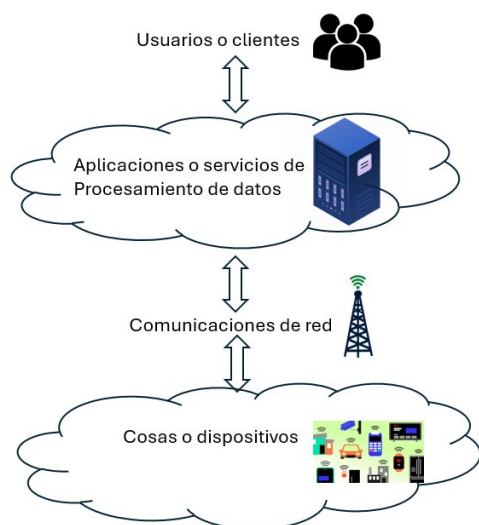 Usuarios o clientes
Aplicaciones o servicios de
Procesamiento de datos
Comunicaciones de red
Cosas o dispositivos